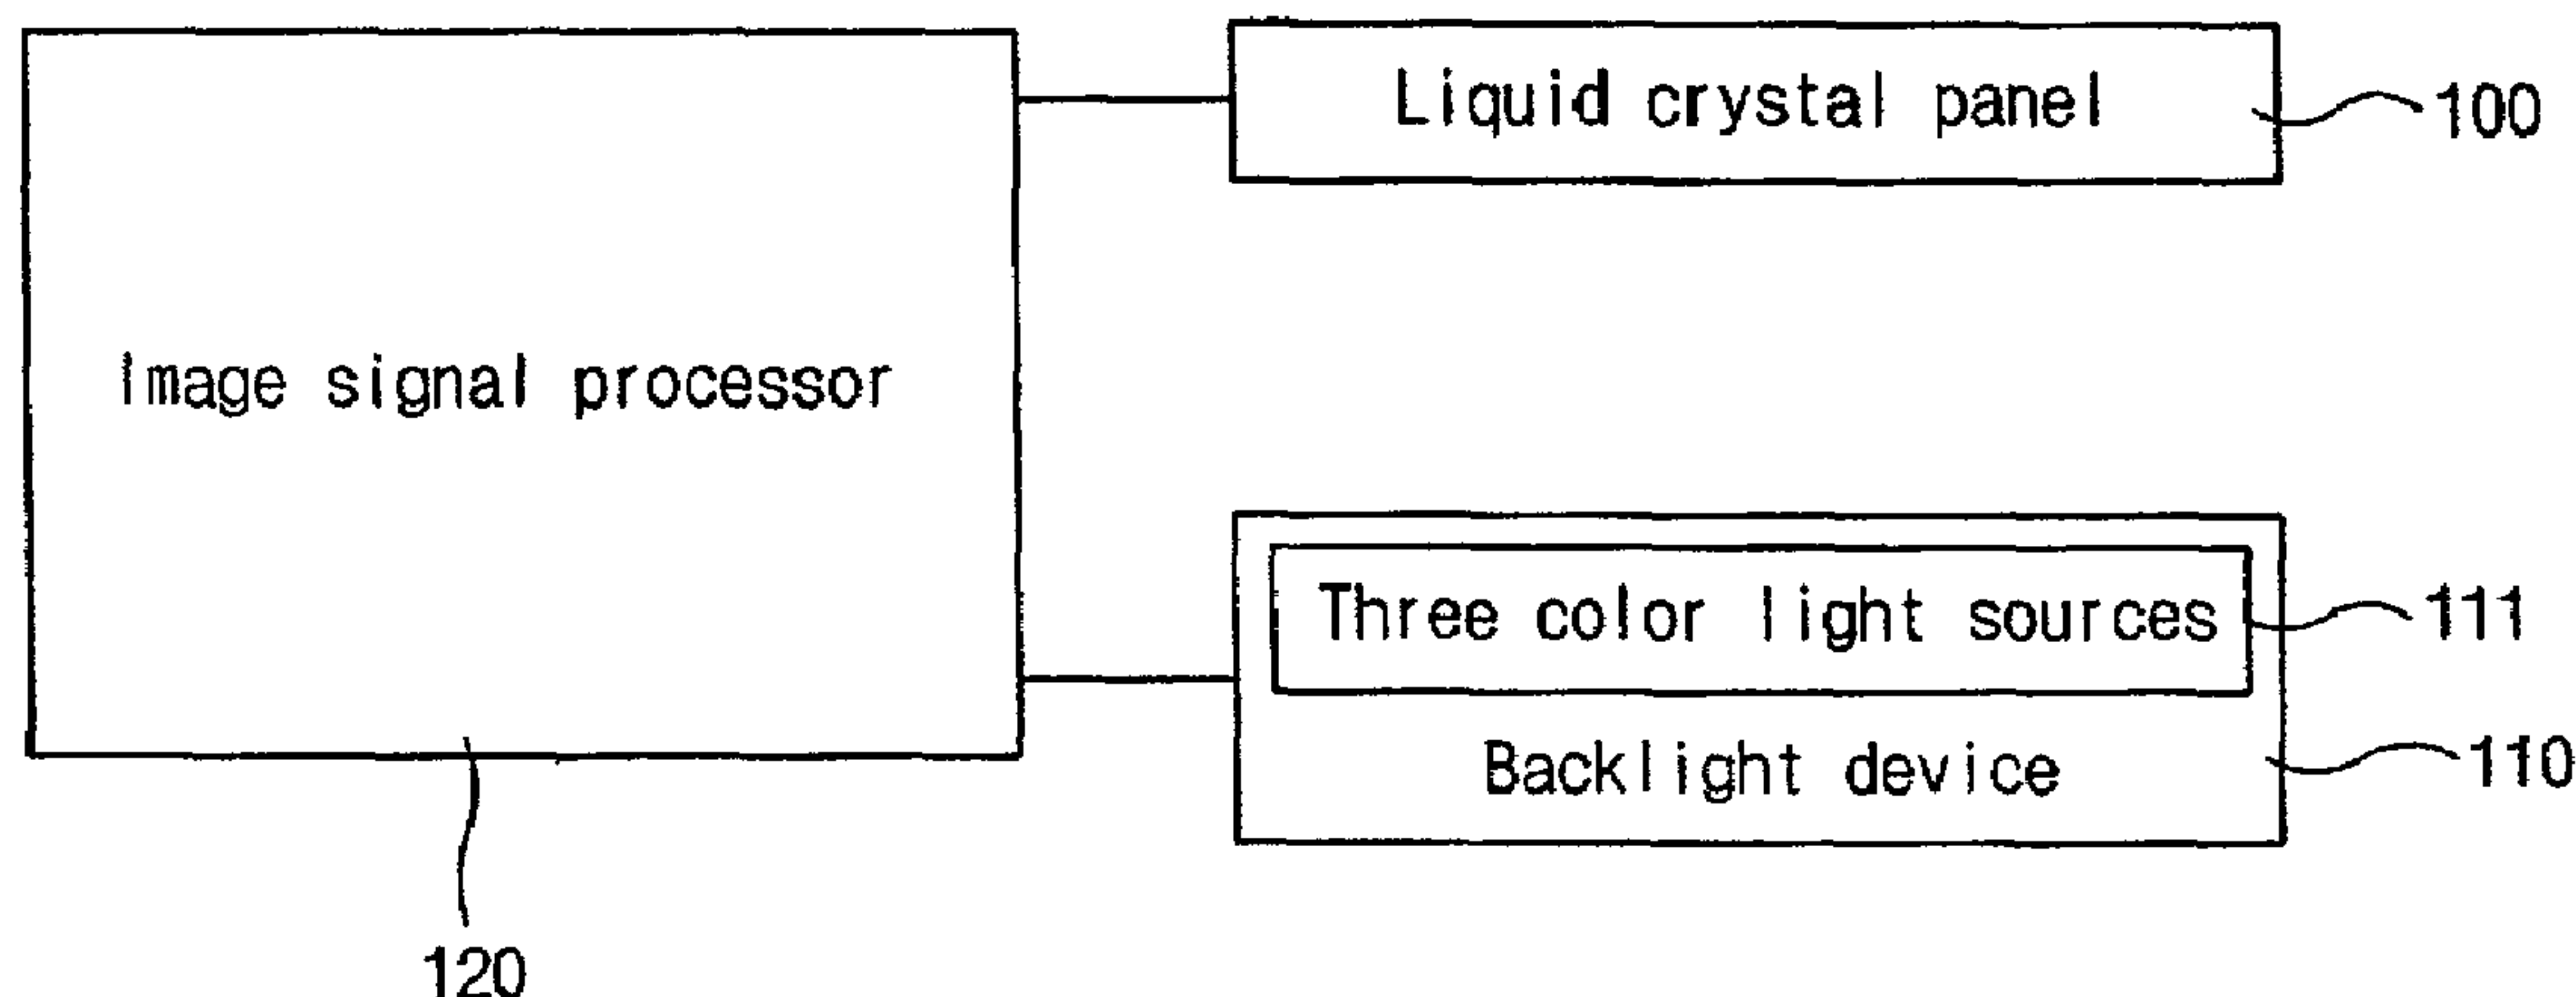 Liquid crystal panel
100
Image signal processor
Three color light sources
111
Backlight device
110
120